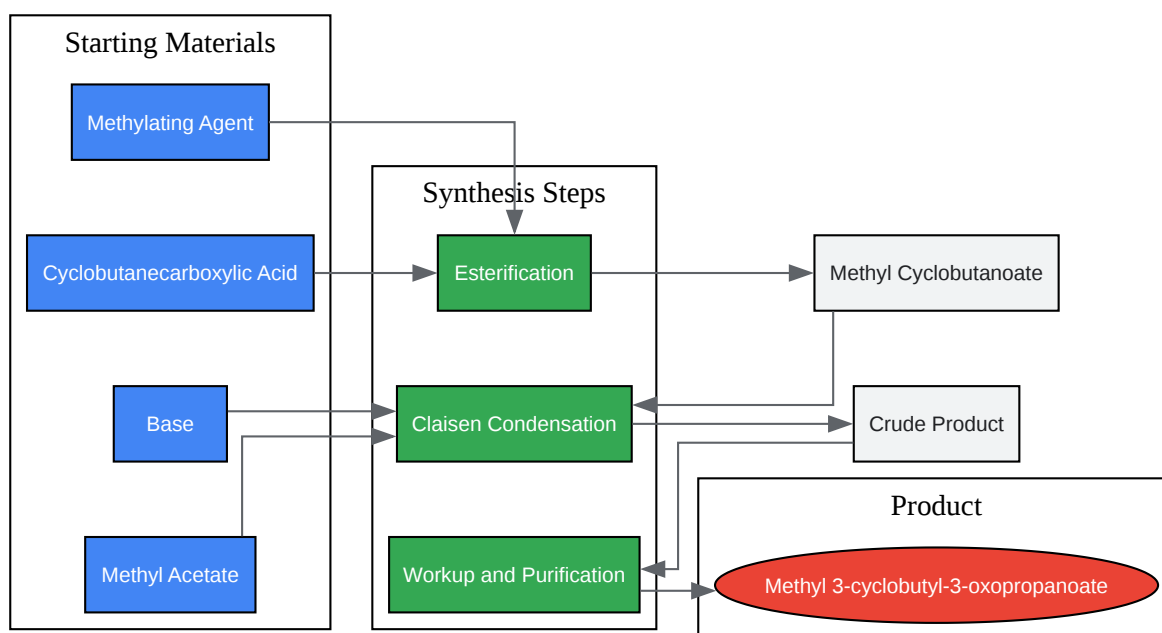 Starting Materials
Methylating Agent
Cyclobutanecarboxylic Acid
Base
Methyl Acetate
Synthesis Steps
Esterification
Claisen Condensation
Workup and Purification
Methyl Cyclobutanoate
Crude Product
Product
Methyl 3-cyclobutyl-3-oxopropanoate